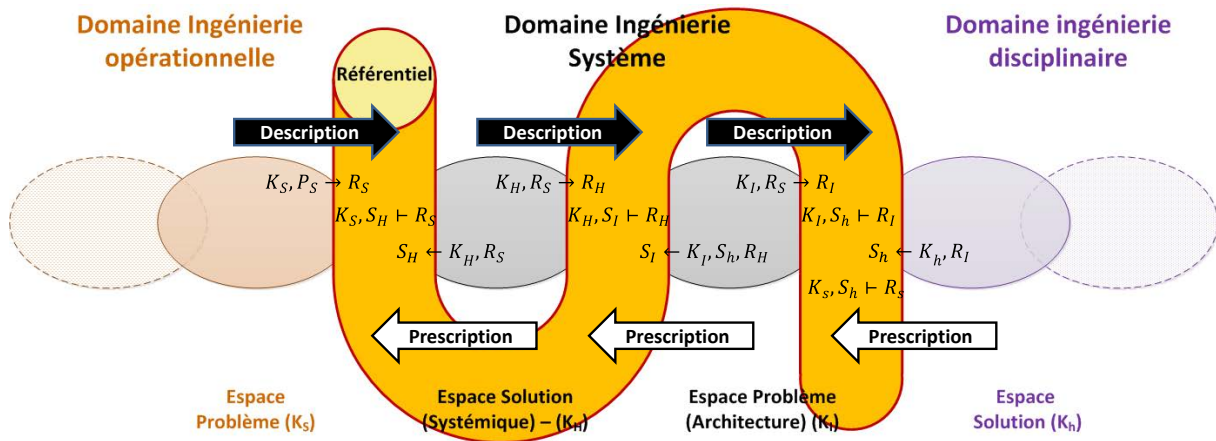 Domaine Ingénierie
opérationnelle
Domaine Ingénierie
Système
Domaine ingénierie
disciplinaire
Référentiel
Description
Description
Description
K_S, P_S → R_S
K_H, R_S → R_H
K_I, R_S → R_I
K_S, S_H ⊢ R_S
K_H, S_I ⊢ R_H
K_I, S_h ⊢ R_I
S_H ← K_H, R_S
S_I ← K_I, S_h, R_H
S_h ← K_h, R_I
K_s, S_h ⊢ R_s
Prescription
Prescription
Prescription
Espace
Problème (K_S)
Espace Solution
(Systémique) – (K_H)
Espace Problème
(Architecture) (K_I)
Espace
Solution (K_h)